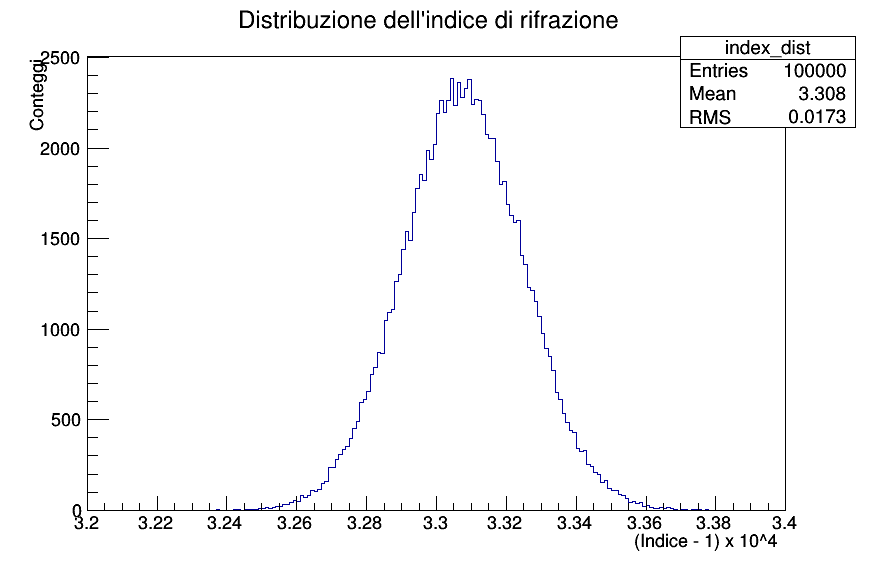 Distribuzione dell'indice di rifrazione
index_dist
Entries 100000
Mean 3.308
RMS 0.0173
Conteggi
2500
2000
1500
1000
500
0
3.2 3.22 3.24 3.26 3.28 3.3 3.32 3.34 3.36 3.38 3.4
(Indice - 1) x 10^4